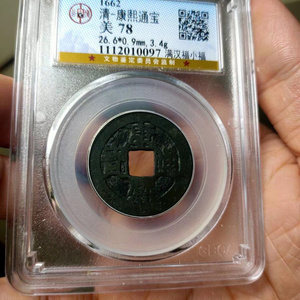 1662
清-康熙通宝
美 78
26.6*0.9mm,3.4g
1112010097 满汉福小福
文物鉴定委员会监制